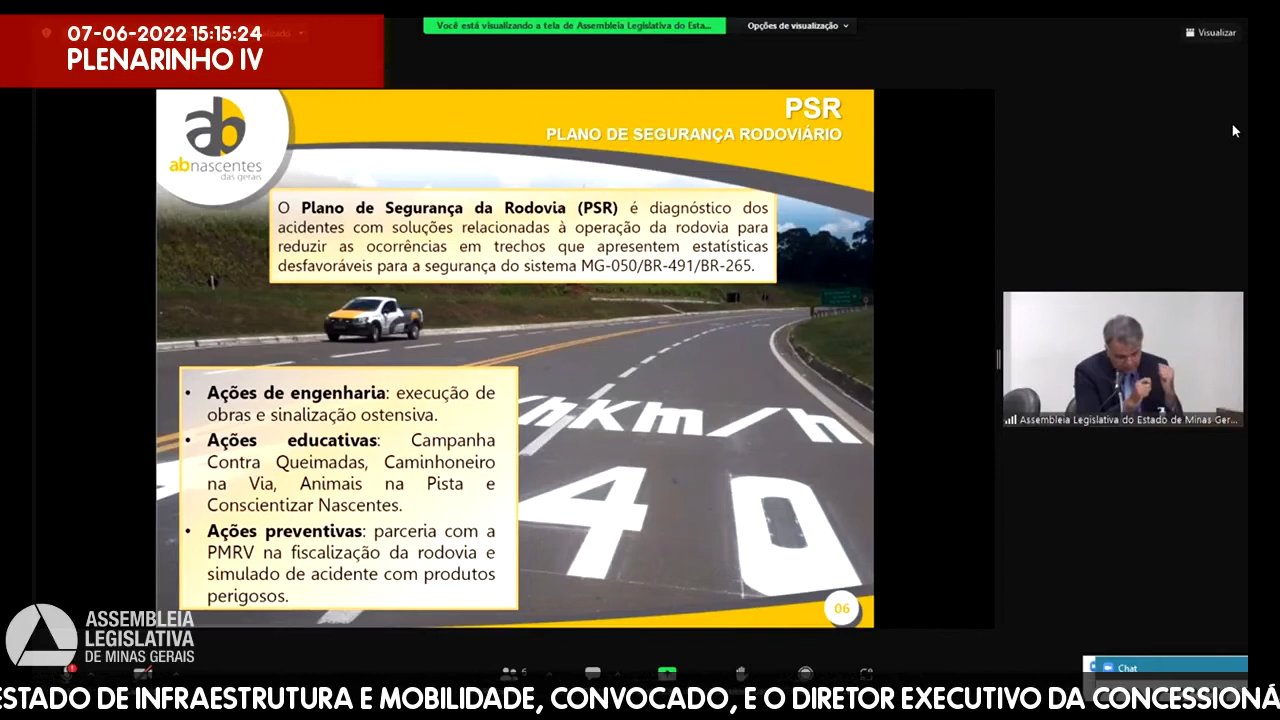 07-06-2022 15:15:24
PLENARINHO IV
Você está visualizando a tela de Assembleia Legislativa do Esta...
Opções de visualização
Visualizar
ab
abnascentes
das gerais
PSR
PLANO DE SEGURANÇA RODOVIÁRIO
O Plano de Segurança da Rodovia (PSR) é diagnóstico dos
acidentes com soluções relacionadas à operação da rodovia para
reduzir as ocorrências em trechos que apresentem estatísticas
desfavoráveis para a segurança do sistema MG-050/BR-491/BR-265.
• Ações de engenharia: execução de
obras e sinalização ostensiva.
• Ações educativas: Campanha
Contra Queimadas, Caminhoneiro
na Via, Animais na Pista e
Conscientizar Nascentes.
• Ações preventivas: parceria com a
PMRV na fiscalização da rodovia e
simulado de acidente com produtos
perigosos.
Km/h
40
06
Assembleia Legislativa do Estado de Minas Ger...
ASSEMBLEIA
LEGISLATIVA
DE MINAS GERAIS
6
Chat
ESTADO DE INFRAESTRUTURA E MOBILIDADE, CONVOCADO, E O DIRETOR EXECUTIVO DA CONCESSIONÁ